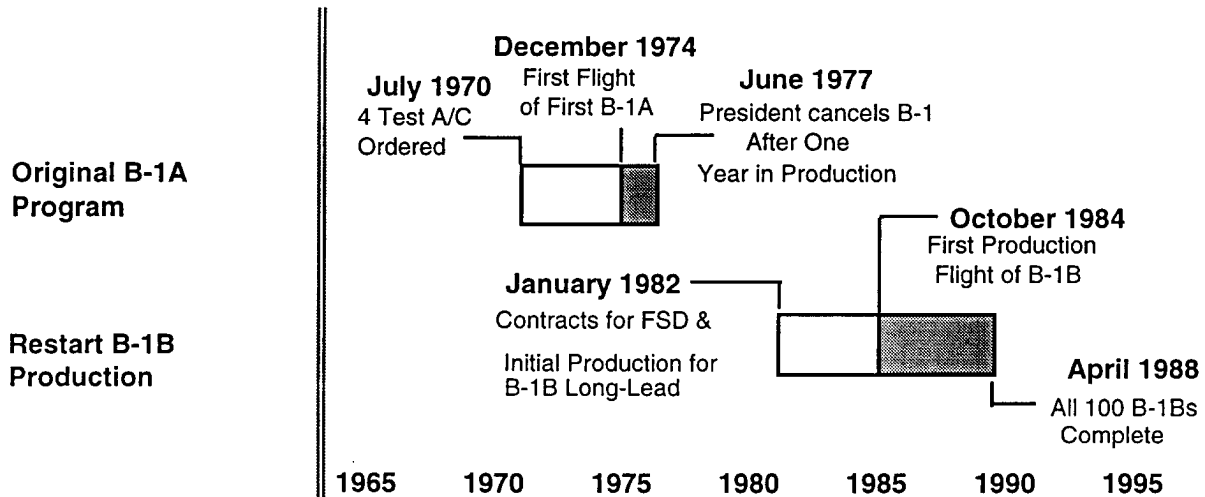 December 1974
First Flight
of First B-1A
July 1970
4 Test A/C
Ordered
June 1977
President cancels B-1
After One
Year in Production
Original B-1A
Program
October 1984
First Production
Flight of B-1B
January 1982
Contracts for FSD &
Initial Production for
B-1B Long-Lead
Restart B-1B
Production
April 1988
All 100 B-1Bs
Complete
1965 1970 1975 1980 1985 1990 1995